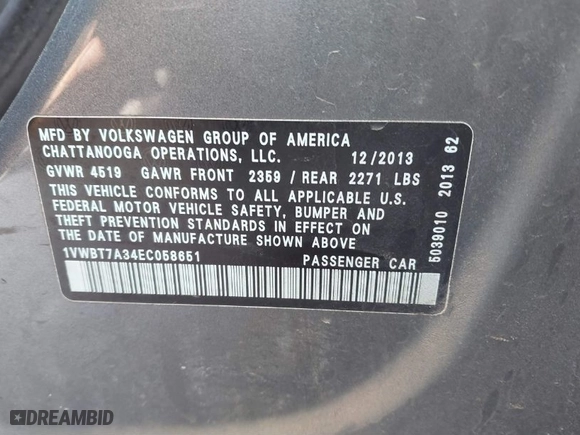 MFD BY VOLKSWAGEN GROUP OF AMERICA
CHATTANOOGA OPERATIONS, LLC. 12/2013
GVWR 4519 GAWR FRONT 2359 / REAR 2271 LBS
THIS VEHICLE CONFORMS TO ALL APPLICABLE U.S.
FEDERAL MOTOR VEHICLE SAFETY, BUMPER AND
THEFT PREVENTION STANDARDS IN EFFECT ON
THE DATE OF MANUFACTURE SHOWN ABOVE
1VWBT7A34EC058651 PASSENGER CAR
5039010 2013 62
DREAMBID